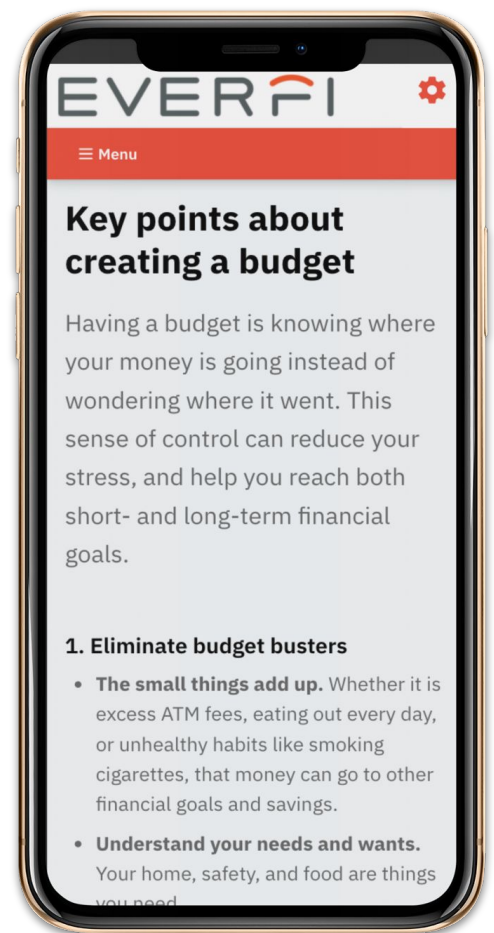 EVERFI
☰ Menu
Key points about
creating a budget
Having a budget is knowing where
your money is going instead of
wondering where it went. This
sense of control can reduce your
stress, and help you reach both
short- and long-term financial
goals.
1. Eliminate budget busters
• The small things add up. Whether it is
excess ATM fees, eating out every day,
or unhealthy habits like smoking
cigarettes, that money can go to other
financial goals and savings.
• Understand your needs and wants.
Your home, safety, and food are things
you need